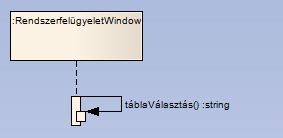 :RendszerfelügyeletWindow
táblaVálasztás() :string